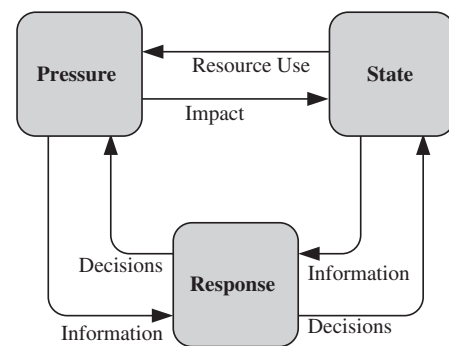 Pressure
Resource Use
State
Impact
Decisions
Information
Response
Information
Decisions